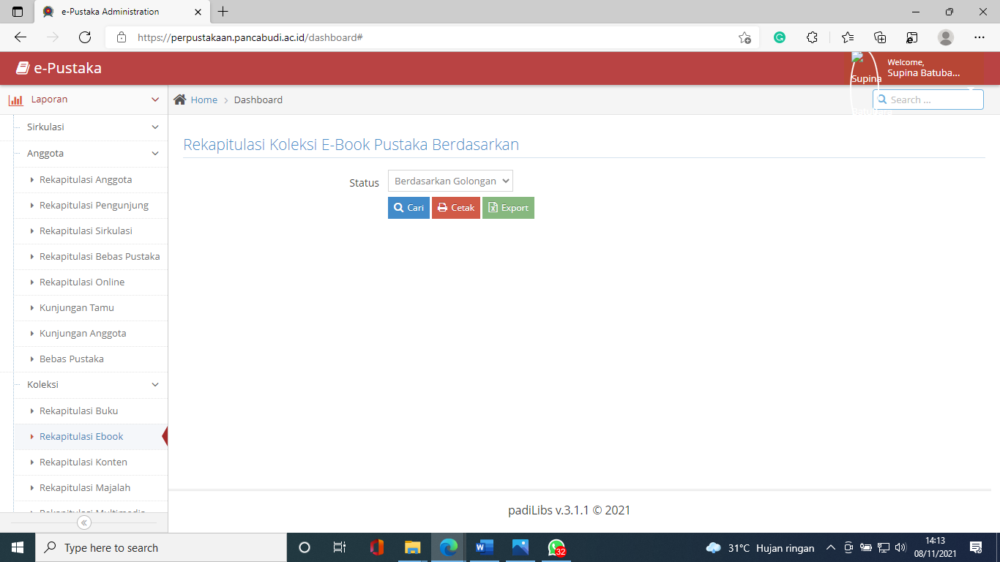 e-Pustaka Administration
https://perpustakaan.pancabudi.ac.id/dashboard#
e-Pustaka
Supina
Batubara
Welcome,
Supina Batuba...
Laporan
Home
Dashboard
Search ...
Sirkulasi
Anggota
Rekapitulasi Anggota
Rekapitulasi Pengunjung
Rekapitulasi Sirkulasi
Rekapitulasi Bebas Pustaka
Rekapitulasi Online
Kunjungan Tamu
Kunjungan Anggota
Bebas Pustaka
Koleksi
Rekapitulasi Buku
Rekapitulasi Ebook
Rekapitulasi Konten
Rekapitulasi Majalah
Rekapitulasi Multimedia
Rekapitulasi Koleksi E-Book Pustaka Berdasarkan
Status
Berdasarkan Golongan
Cari
Cetak
Export
padiLibs v.3.1.1 © 2021
Type here to search
32
31°C Hujan ringan
14:13
08/11/2021